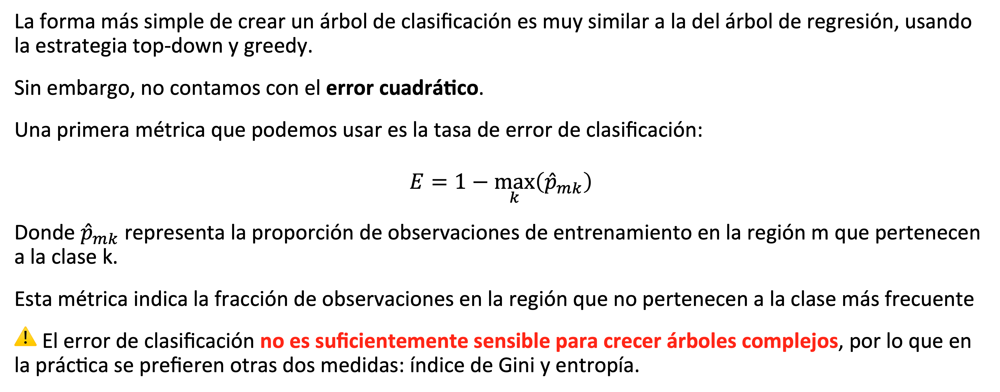 La forma más simple de crear un árbol de clasificación es muy similar a la del árbol de regresión, usando
la estrategia top-down y greedy.
Sin embargo, no contamos con el error cuadrático.
Una primera métrica que podemos usar es la tasa de error de clasificación:
E = 1 − max(p̂mk)
k
Donde p̂mk representa la proporción de observaciones de entrenamiento en la región m que pertenecen
a la clase k.
Esta métrica indica la fracción de observaciones en la región que no pertenecen a la clase más frecuente
⚠️ El error de clasificación no es suficientemente sensible para crecer árboles complejos, por lo que en
la práctica se prefieren otras dos medidas: índice de Gini y entropía.